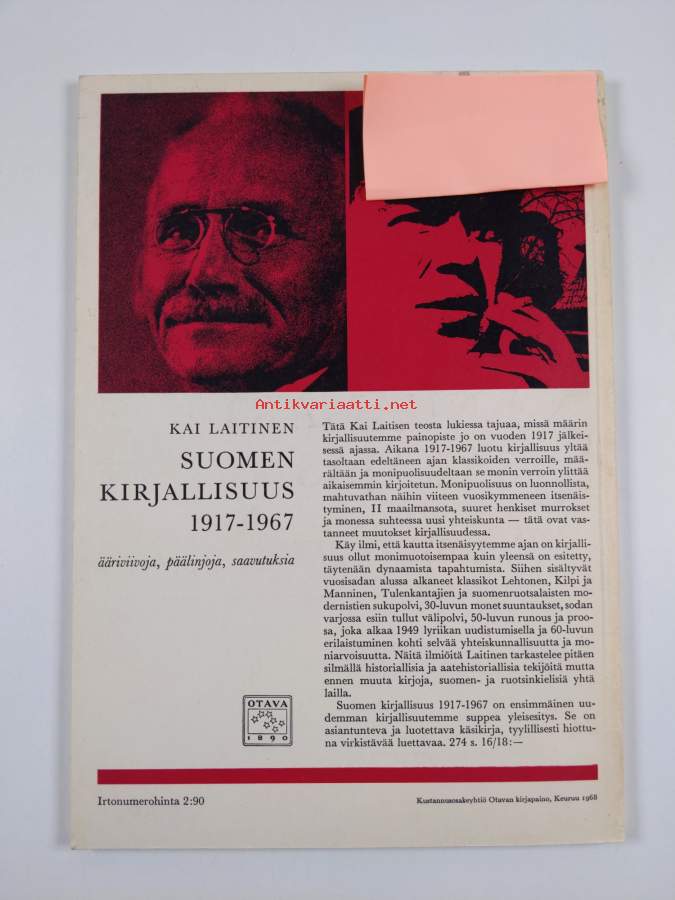 Antikvariaatti.net
KAI LAITINEN
SUOMEN
KIRJALLISUUS
1917-1967
ääriviivoja, päälinjoja, saavutuksia
OTAVA
1890
Tätä Kai Laitisen teosta lukiessa tajuaa, missä määrin
kirjallisuutemme painopiste jo on vuoden 1917 jälkei-
sessä ajassa. Aikana 1917-1967 luotu kirjallisuus yltää
tasoltaan edeltäneen ajan klassikoiden verroille, mää-
rältään ja monipuolisuudeltaan se monin verroin ylittää
aikaisemmin kirjoitetun. Monipuolisuus on luonnollista,
mahtuvathan näihin viiteen vuosikymmeneen itsenäis-
tyminen, II maailmansota, suuret henkiset murrokset
ja monessa suhteessa uusi yhteiskunta — tätä ovat vas-
tanneet muutokset kirjallisuudessa.
Käy ilmi, että kautta itsenäisyytemme ajan on kirjalli-
suus ollut monimuotoisempaa kuin yleensä on esitetty,
täytenään dynaamista tapahtumista. Siihen sisältyvät
vuosisadan alussa alkaneet klassikot Lehtonen, Kilpi ja
Manninen, Tulenkantajien ja suomenruotsalaisten mo-
dernistien sukupolvi, 30-luvun monet suuntaukset, sodan
varjossa esiin tullut välipolvi, 50-luvun runous ja proo-
sa, joka alkaa 1949 lyriikan uudistumisella ja 60-luvun
erilaistuminen kohti selvää yhteiskunnallisuutta ja mo-
niarvoisuutta. Näitä ilmiöitä Laitinen tarkastelee pitäen
silmällä historiallisia ja aatehistoriallisia tekijöitä mutta
ennen muuta kirjoja, suomen- ja ruotsinkielisiä yhtä
lailla.
Suomen kirjallisuus 1917-1967 on ensimmäinen uu-
demman kirjallisuutemme suppea yleisesitys. Se on
asiantunteva ja luotettava käsikirja, tyylillisesti hiottu-
na virkistävää luettavaa. 274 s. 16/18:—
Irtonumerohinta 2:90
Kustannusosakeyhtiö Otavan kirjapaino, Keuruu 1968